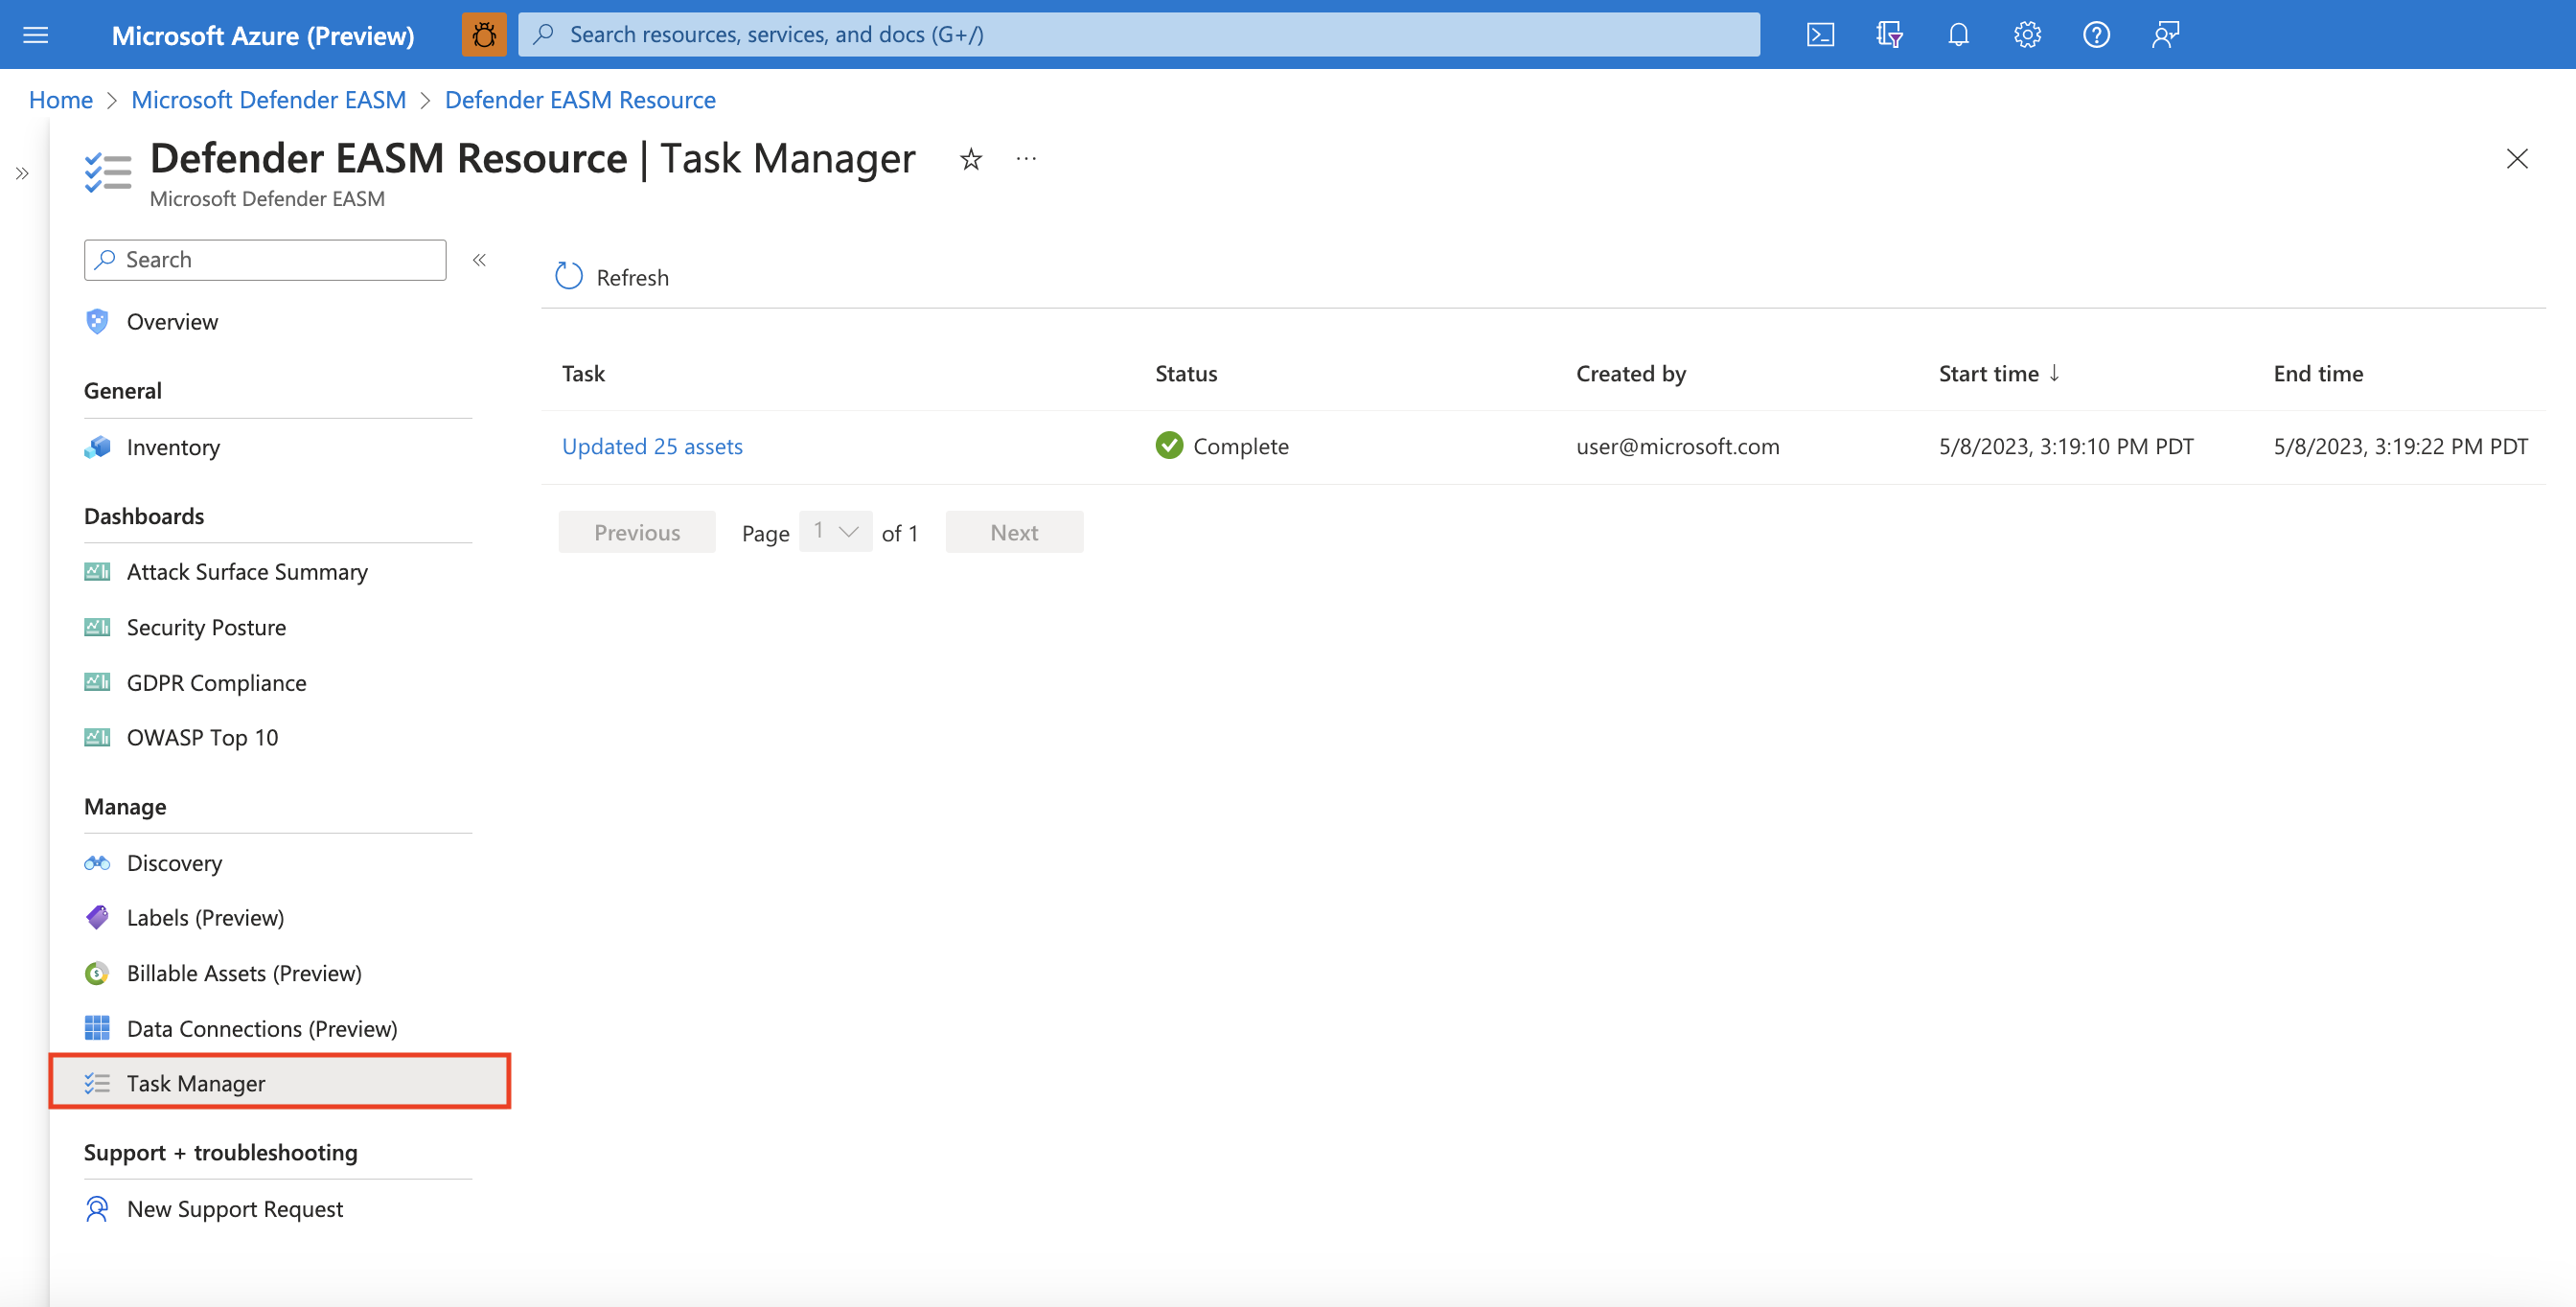 Microsoft Azure (Preview)
Search resources, services, and docs (G+/)
Home > Microsoft Defender EASM > Defender EASM Resource
Defender EASM Resource | Task Manager
Microsoft Defender EASM
Search
Refresh
Overview
General
Inventory
Dashboards
Attack Surface Summary
Security Posture
GDPR Compliance
OWASP Top 10
Manage
Discovery
Labels (Preview)
Billable Assets (Preview)
Data Connections (Preview)
Task Manager
Support + troubleshooting
New Support Request
Task Status Created by Start time ↓ End time
Updated 25 assets Complete user@microsoft.com 5/8/2023, 3:19:10 PM PDT 5/8/2023, 3:19:22 PM PDT
Previous Page 1 of 1 Next